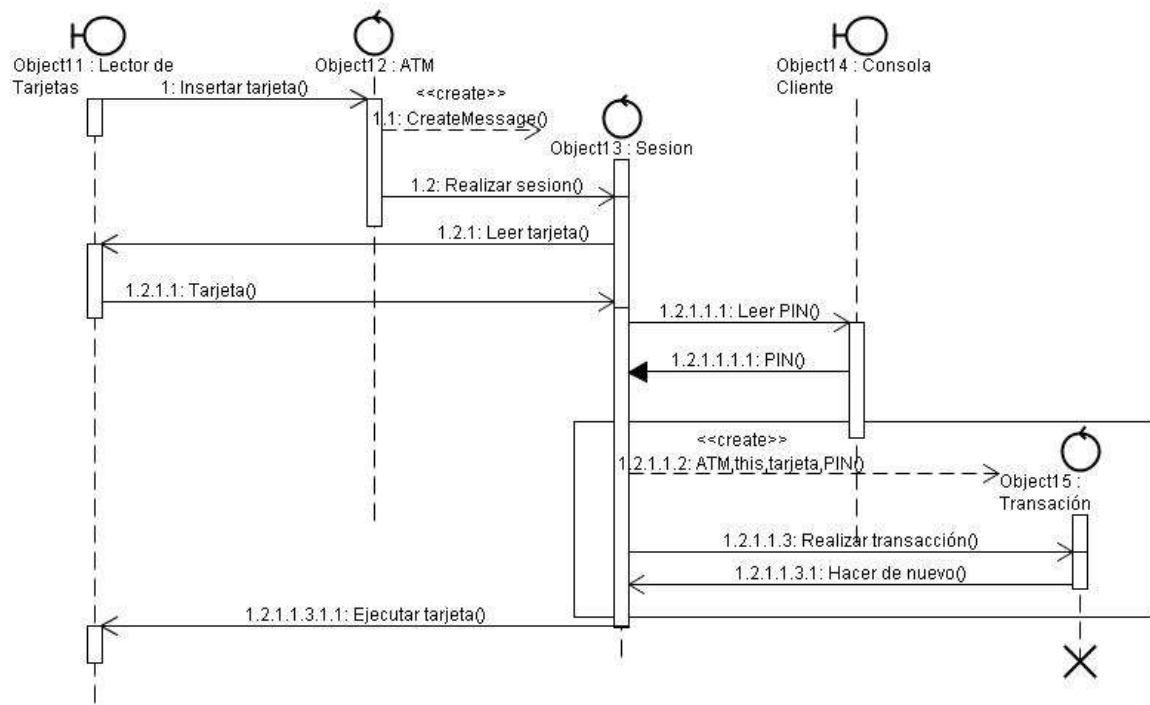 Object11 : Lector de
Tarjetas
Object12 : ATM
Object14 : Consola
Cliente
1: Insertar tarjeta()
<<create>>
1.1: CreateMessage()
Object13 : Sesion
1.2: Realizar sesion()
1.2.1: Leer tarjeta()
1.2.1.1: Tarjeta()
1.2.1.1.1: Leer PIN()
1.2.1.1.1.1: PIN()
<<create>>
1.2.1.1.2: ATM,this,tarjeta,PIN()
Object15 :
Transación
1.2.1.1.3: Realizar transacción()
1.2.1.1.3.1: Hacer de nuevo()
1.2.1.1.3.1.1: Ejecutar tarjeta()